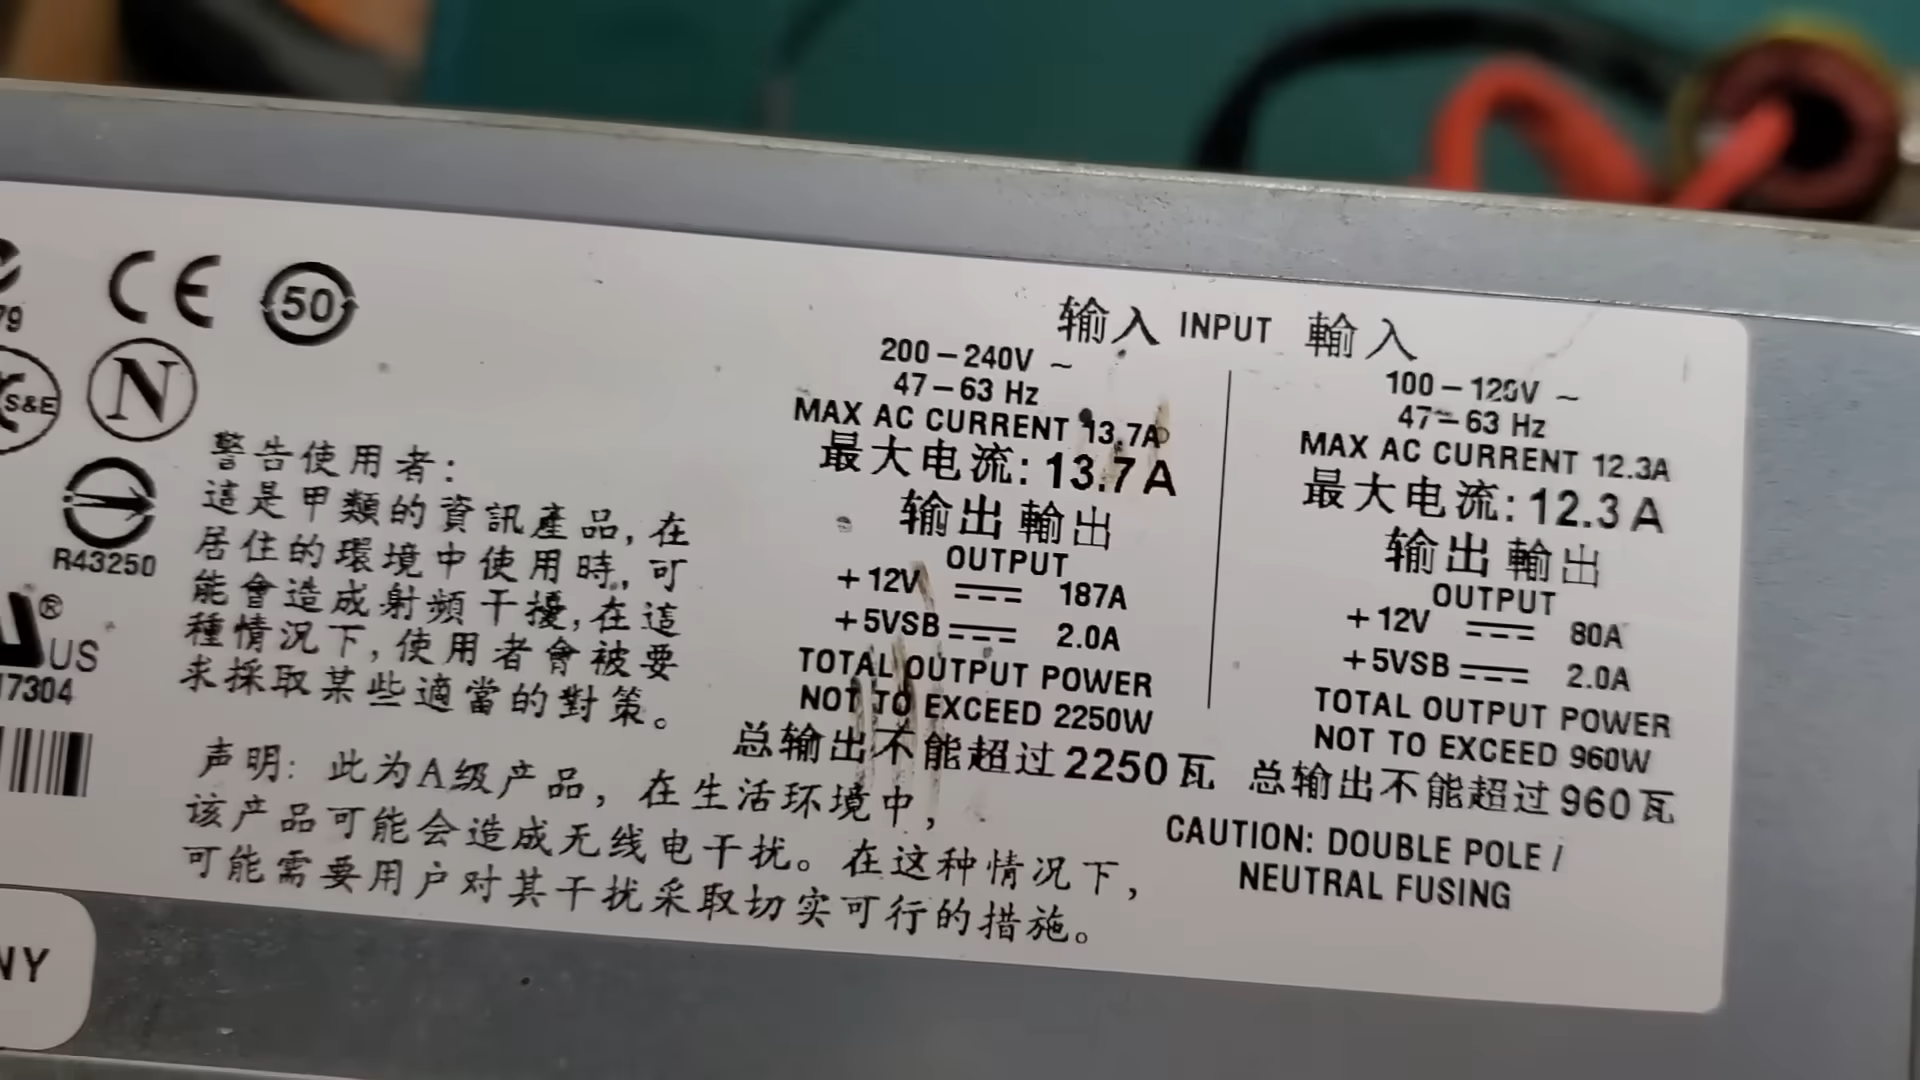 79
CE
50
S&E
N
R43250
®
US
17304
警告使用者:
這是甲類的資訊產品,在
居住的環境中使用時,可
能會造成射頻干擾,在這
種情況下,使用者會被要
求採取某些適當的對策。
输入 INPUT 輸入
200-240V ~
47-63 Hz
MAX AC CURRENT 13.7A
最大电流: 13.7A
输出 輸出
OUTPUT
+12V 187A
+5VSB 2.0A
TOTAL OUTPUT POWER
NOT TO EXCEED 2250W
总输出不能超过2250瓦
100-120V ~
47-63 Hz
MAX AC CURRENT 12.3A
最大电流: 12.3A
输出 輸出
OUTPUT
+12V 80A
+5VSB 2.0A
TOTAL OUTPUT POWER
NOT TO EXCEED 960W
总输出不能超过960瓦
声明: 此为A级产品, 在生活环境中,
该产品可能会造成无线电干扰。在这种情况下,
可能需要用户对其干扰采取切实可行的措施。
CAUTION: DOUBLE POLE /
NEUTRAL FUSING
NY